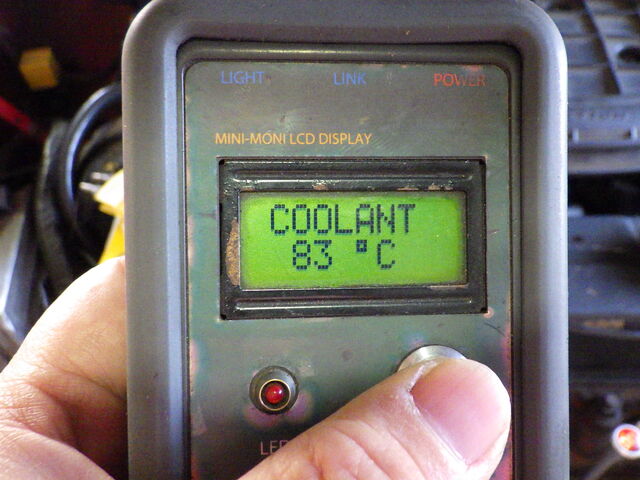 LIGHT LINK POWER
MINI-MONI LCD DISPLAY
COOLANT
83 °C